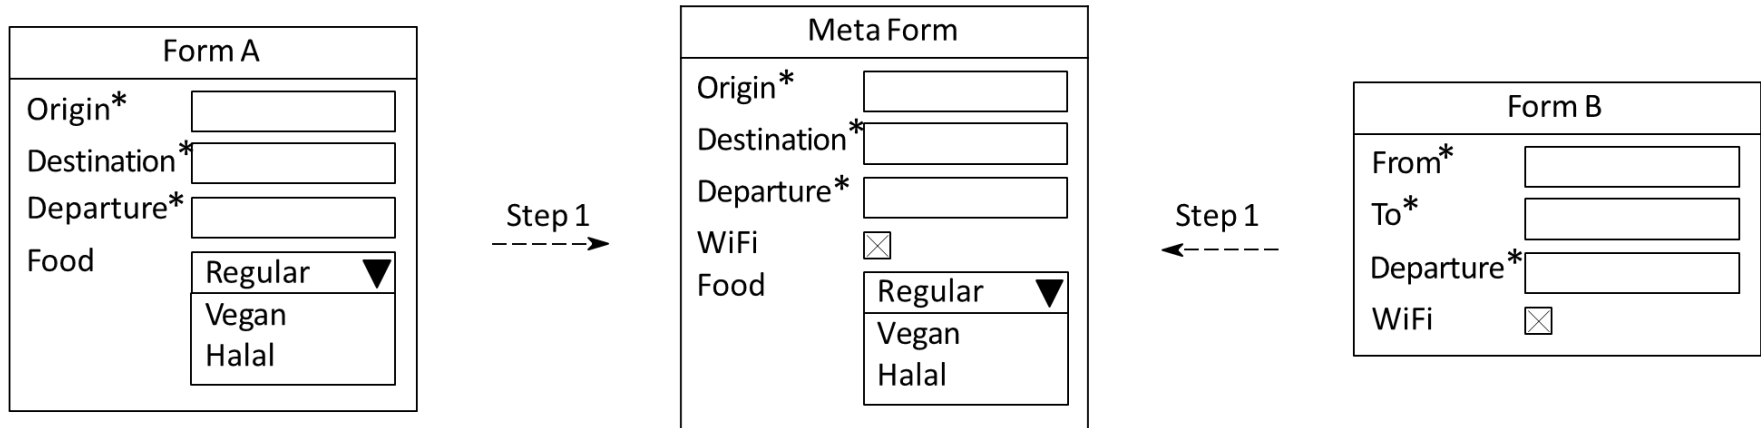 Form A
Origin*
Destination*
Departure*
Food
Regular
Vegan
Halal
Step 1
Meta Form
Origin*
Destination*
Departure*
WiFi
Food
Regular
Vegan
Halal
Step 1
Form B
From*
To*
Departure*
WiFi